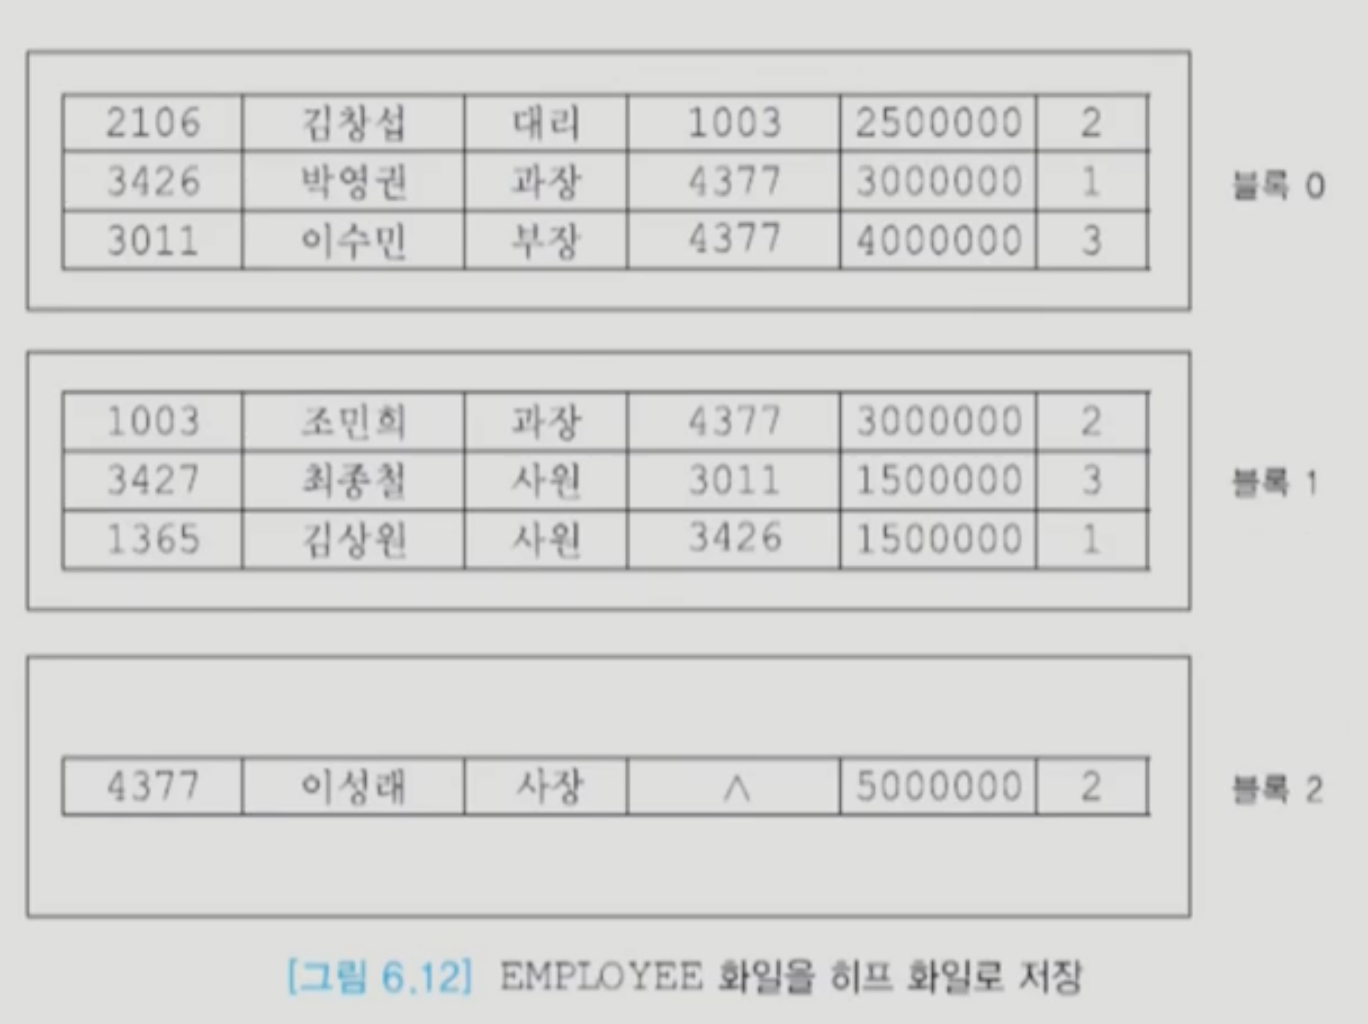 2106 김창섭 대리 1003 2500000 2
3426 박영권 과장 4377 3000000 1
3011 이수민 부장 4377 4000000 3
블록 0
1003 조민희 과장 4377 3000000 2
3427 최종철 사원 3011 1500000 3
1365 김상원 사원 3426 1500000 1
블록 1
4377 이성래 사장 ∧ 5000000 2
블록 2
[그림 6.12] EMPLOYEE 화일을 히프 화일로 저장